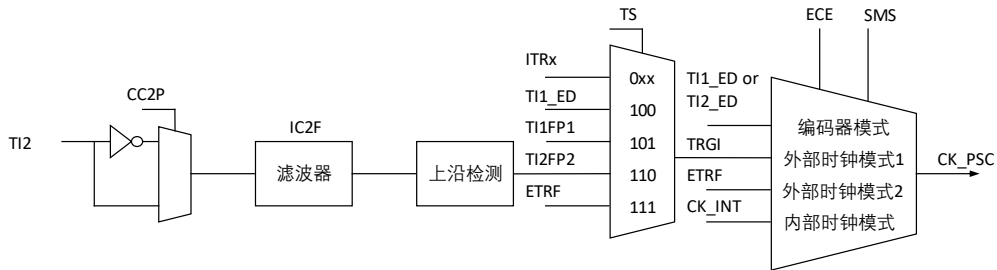 TS
ECE
SMS
ITRx
0xx
TI1_ED or
TI2_ED
CC2P
TI1_ED
100
编码器模式
TI2
IC2F
TI1FP1
101
TRGI
外部时钟模式1
CK_PSC
滤波器
上沿检测
TI2FP2
110
ETRF
外部时钟模式2
ETRF
111
CK_INT
内部时钟模式